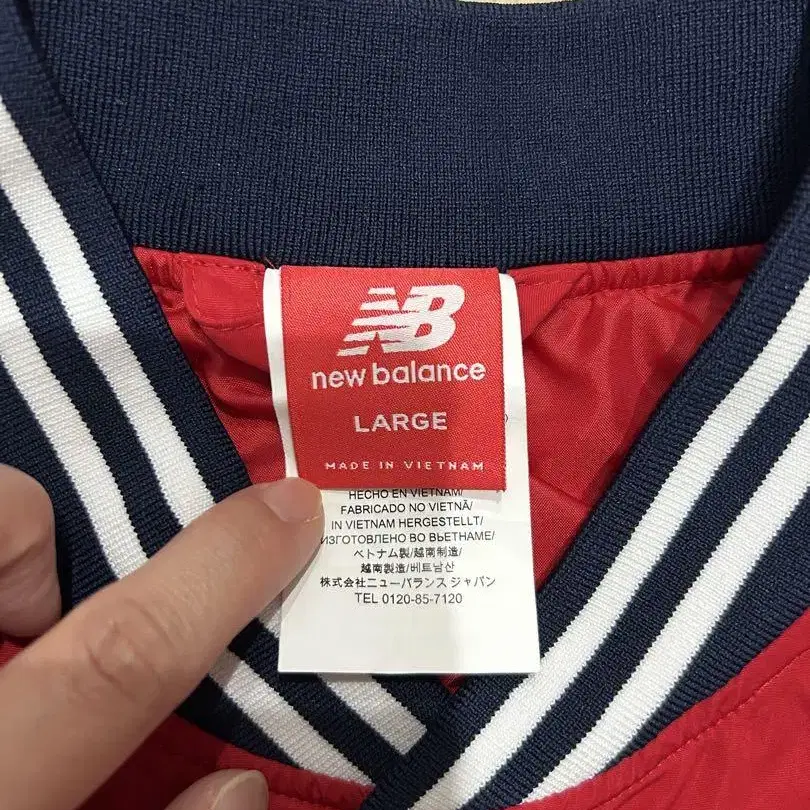 NB
new balance
LARGE
MADE IN VIETNAM
HECHO EN VIETNAM/
FABRICADO NO VIETNÃ/
IN VIETNAM HERGESTELLT/
ИЗГОТОВЛЕНО ВО ВЬЕТНАМЕ/
ベトナム製/越南制造/
越南製造/베트남산
株式会社ニューバランス ジャパン
TEL 0120-85-7120